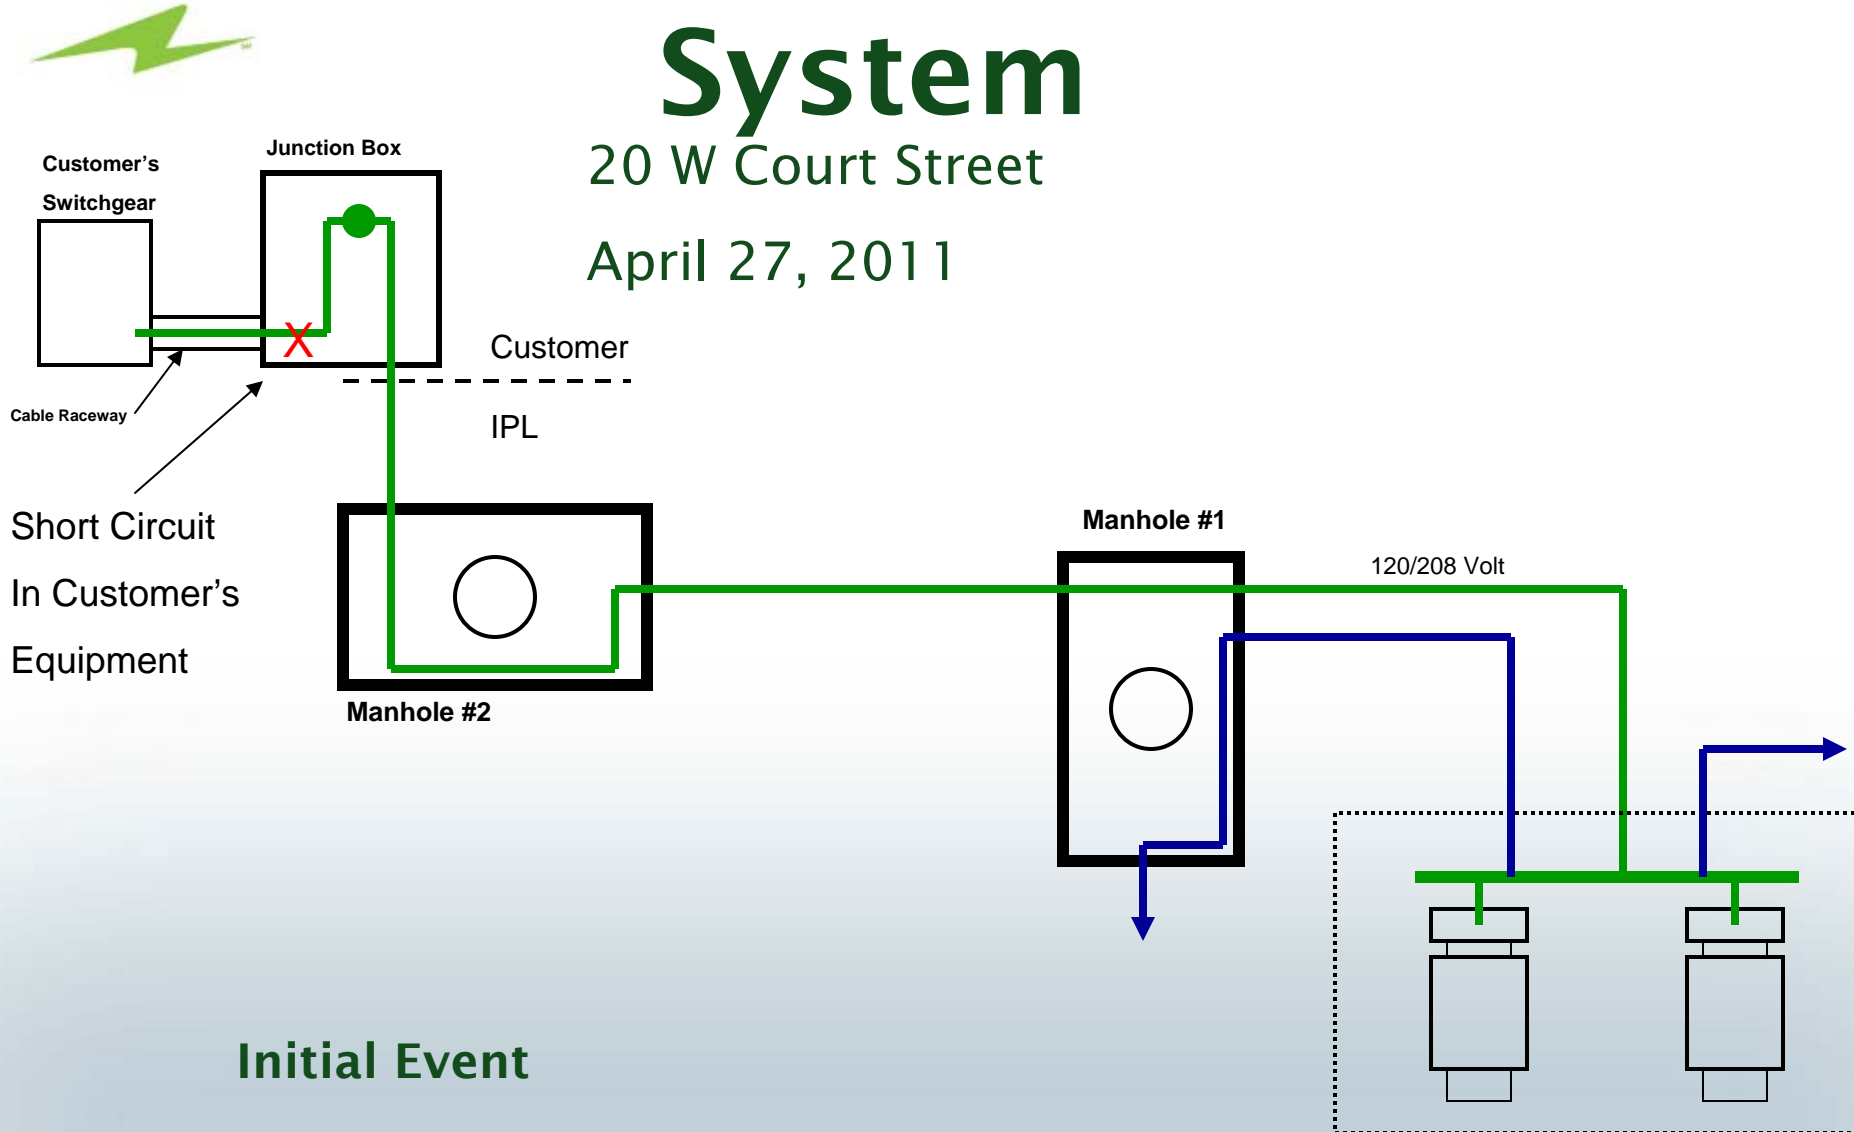 System
20 W Court Street
April 27, 2011
Customer’s
Switchgear
Junction Box
Cable Raceway
X
Customer
IPL
Short Circuit
In Customer’s
Equipment
Manhole #2
Manhole #1
120/208 Volt
Initial Event